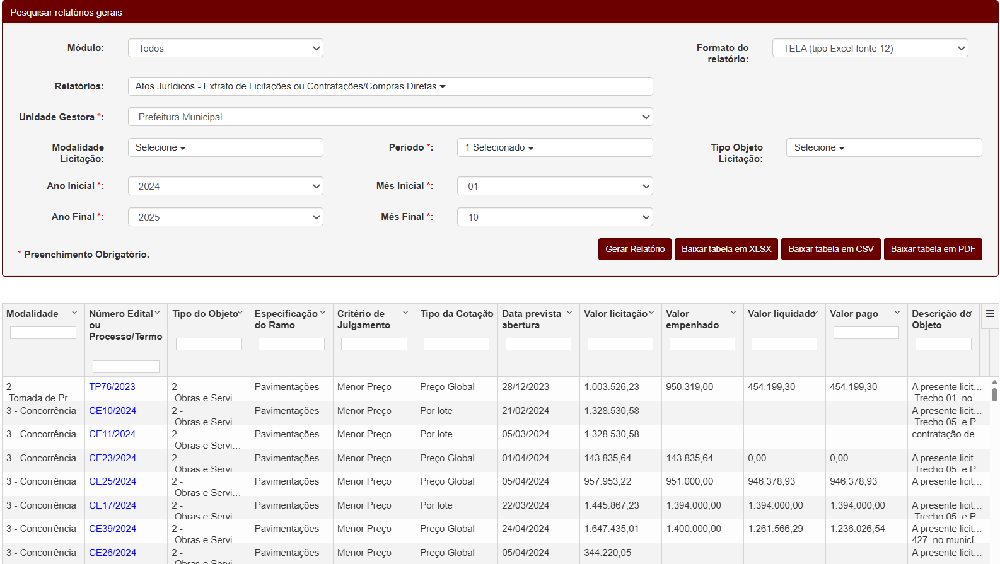 Pesquisar relatórios gerais
Módulo: Todos Formato do relatório: TELA (tipo Excel fonte 12)
Relatórios: Atos Jurídicos - Extrato de Licitações ou Contratações/Compras Diretas
Unidade Gestora *: Prefeitura Municipal
Modalidade Licitação: Selecione Período *: 1 Selecionado Tipo Objeto Licitação: Selecione
Ano Inicial *: 2024 Mês Inicial *: 01
Ano Final *: 2025 Mês Final *: 10
* Preenchimento Obrigatório.
Gerar Relatório Baixar tabela em XLSX Baixar tabela em CSV Baixar tabela em PDF
Modalidade Número Edital ou Processo/Termo Tipo do Objeto Especificação do Ramo Critério de Julgamento Tipo da Cotação Data prevista abertura Valor licitação Valor empenhado Valor liquidado Valor pago Descrição do Objeto
2 - Tomada de Pr... TP76/2023 2 - Obras e Servi... Pavimentações Menor Preço Preço Global 28/12/2023 1.003.526,23 950.319,00 454.199,30 454.199,30 A presente licit... Trecho 01, no ...
3 - Concorrência CE10/2024 2 - Obras e Servi... Pavimentações Menor Preço Por lote 21/02/2024 1.328.530,58 A presente licit... Trecho 05, e P...
3 - Concorrência CE11/2024 2 - Obras e Servi... Pavimentações Menor Preço Por lote 05/03/2024 1.328.530,58 contratação de...
3 - Concorrência CE23/2024 2 - Obras e Servi... Pavimentações Menor Preço Preço Global 01/04/2024 143.835,64 143.835,64 0,00 0,00 A presente licit... Trecho 05, e P...
3 - Concorrência CE25/2024 2 - Obras e Servi... Pavimentações Menor Preço Preço Global 05/04/2024 957.953,22 951.000,00 946.378,93 946.378,93 A presente licit...
3 - Concorrência CE17/2024 2 - Obras e Servi... Pavimentações Menor Preço Por lote 22/03/2024 1.445.867,23 1.394.000,00 1.394.000,00 1.394.000,00 A presente licit... Trecho 05, e P...
3 - Concorrência CE39/2024 2 - Obras e Servi... Pavimentações Menor Preço Preço Global 24/04/2024 1.647.435,01 1.400.000,00 1.261.566,29 1.236.026,54 A presente licit... 427, no municí...
3 - Concorrência CE26/2024 2 - Obras e Servi... Pavimentações Menor Preço Preço Global 05/04/2024 344.220,05 A presente licit...